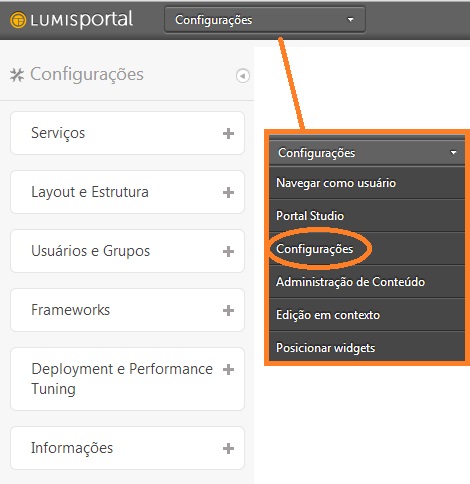 LUMISPORTAL
Configurações
Configurações
Serviços
Layout e Estrutura
Usuários e Grupos
Frameworks
Deployment e Performance
Tuning
Informações
Configurações
Navegar como usuário
Portal Studio
Configurações
Administração de Conteúdo
Edição em contexto
Posicionar widgets